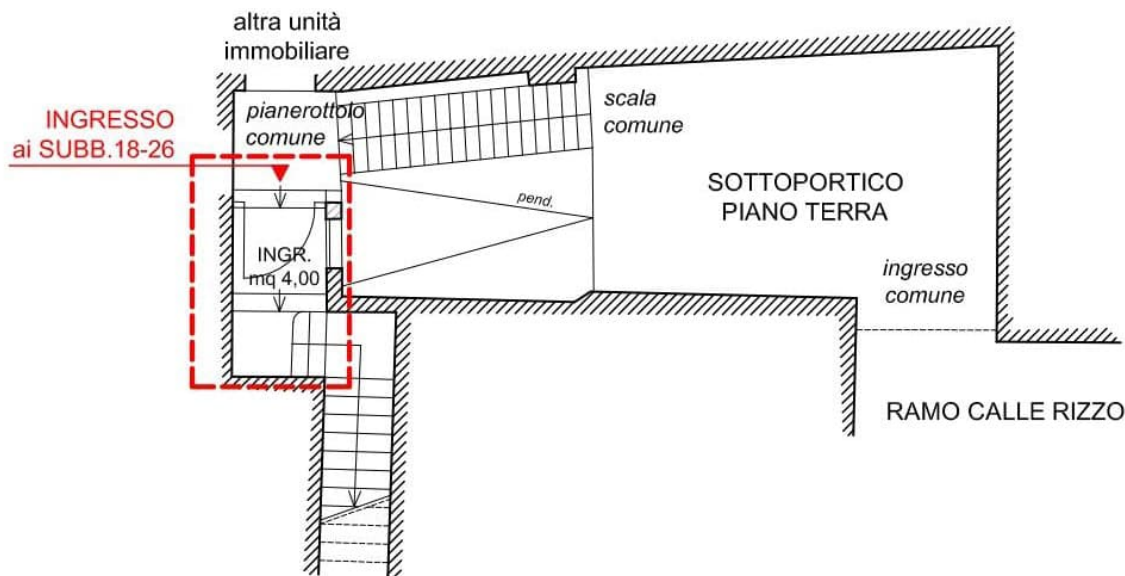 altra unità
immobiliare
INGRESSO
ai SUBB.18-26
pianerottolo
comune
scala
comune
SOTTOPORTICO
PIANO TERRA
pend.
INGR.
mq 4,00
ingresso
comune
RAMO CALLE RIZZO